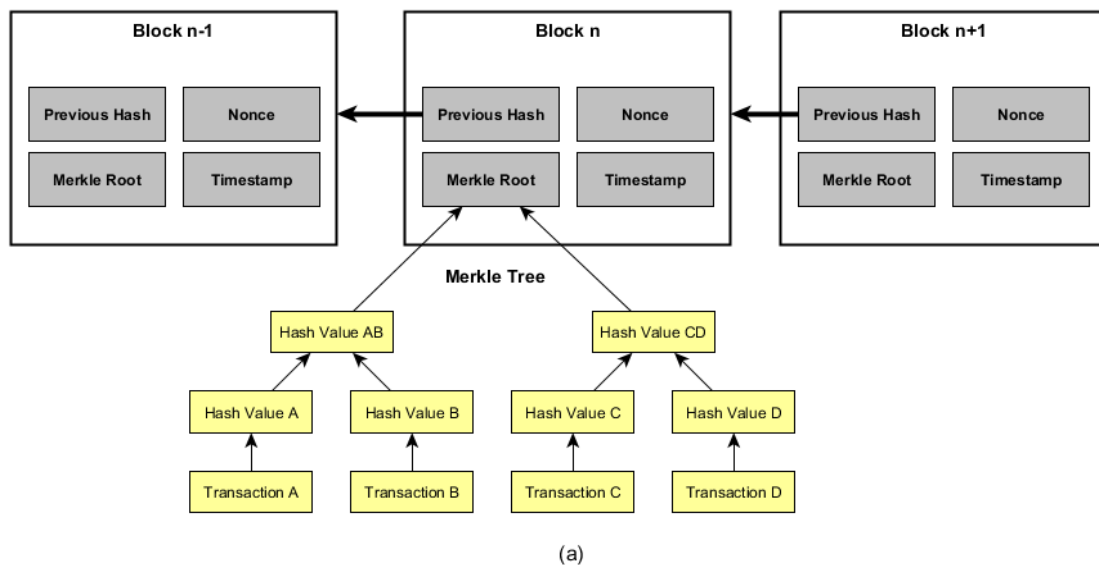 Block n-1
Block n
Block n+1
Previous Hash
Nonce
Previous Hash
Nonce
Previous Hash
Nonce
Merkle Root
Timestamp
Merkle Root
Timestamp
Merkle Root
Timestamp
Merkle Tree
Hash Value AB
Hash Value CD
Hash Value A
Hash Value B
Hash Value C
Hash Value D
Transaction A
Transaction B
Transaction C
Transaction D
(a)